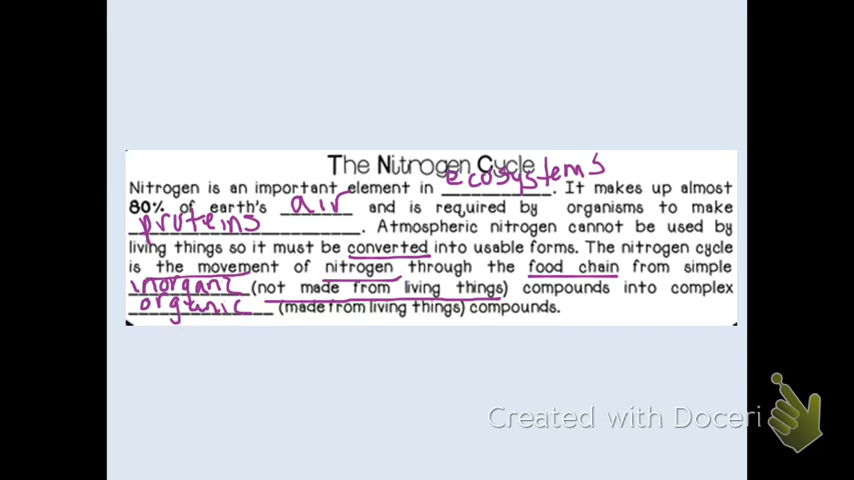 The Nitrogen Cycle
Nitrogen is an important element in ecosystems. It makes up almost
80% of earth's air and is required by organisms to make
proteins. Atmospheric nitrogen cannot be used by
living things so it must be converted into usable forms. The nitrogen cycle
is the movement of nitrogen through the food chain from simple
inorganic (not made from living things) compounds into complex
organic (made from living things) compounds.
Created with Doceri